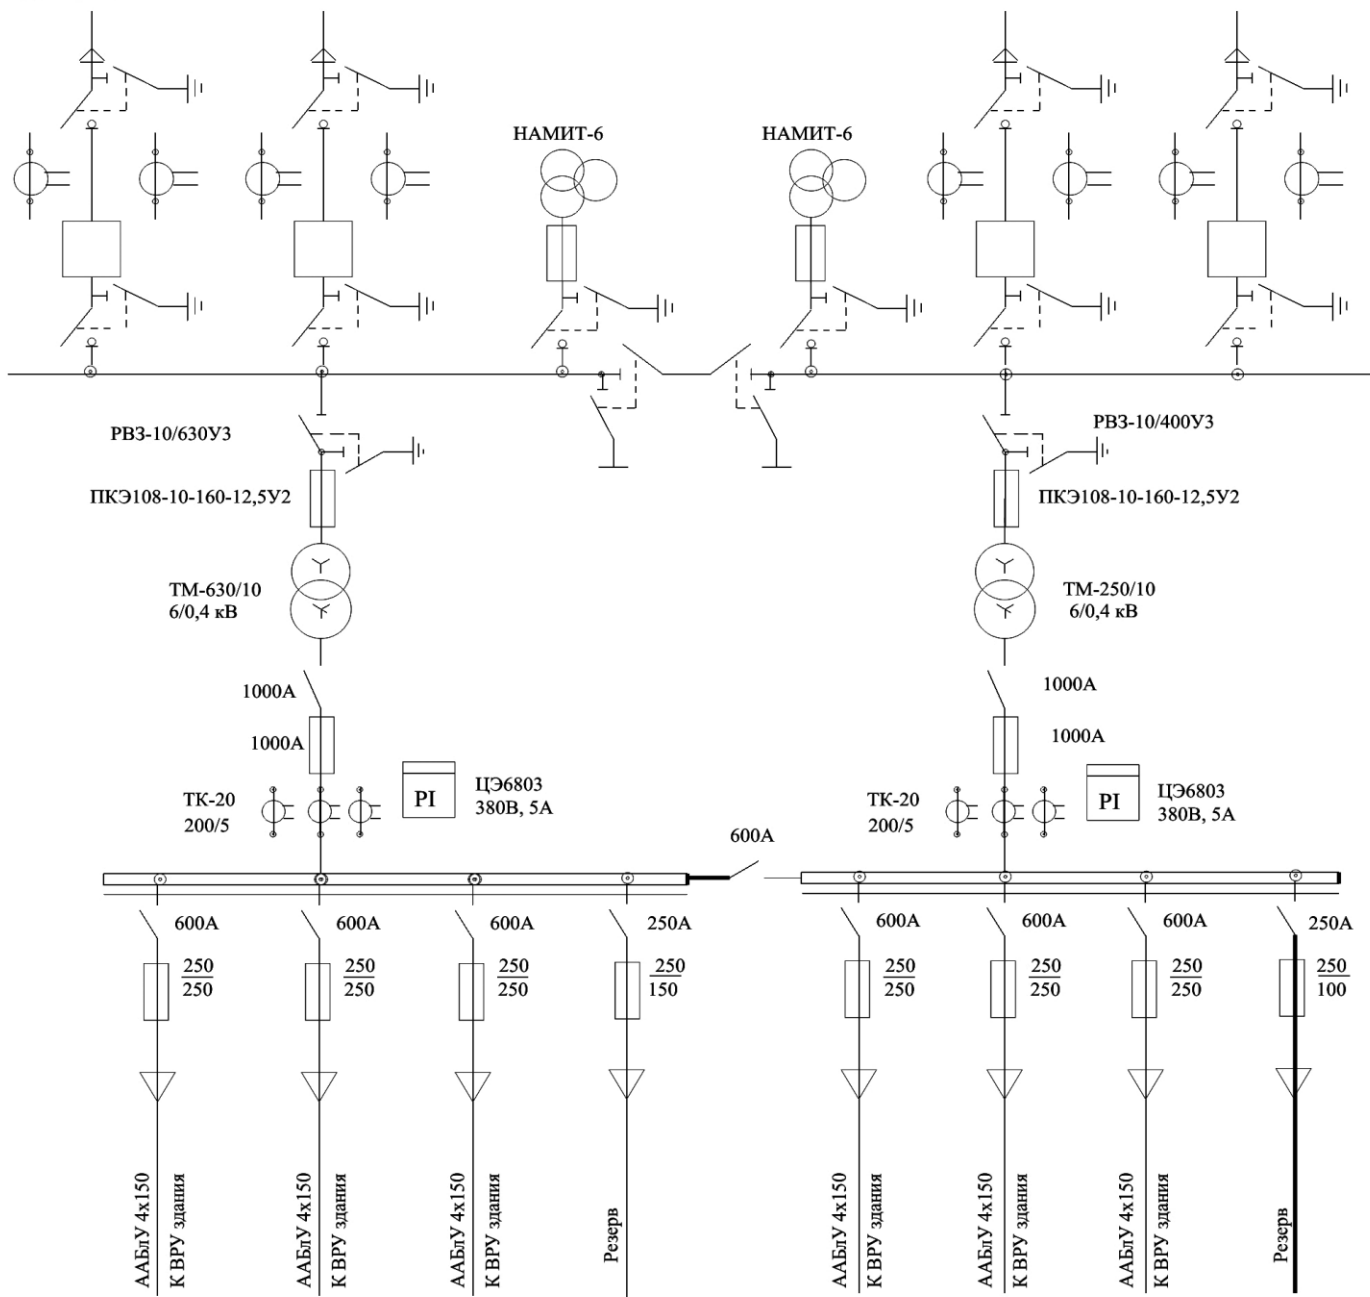 НАМИТ-6
НАМИТ-6
РВЗ-10/630У3
РВЗ-10/400У3
ПКЭ108-10-160-12,5У2
ПКЭ108-10-160-12,5У2
ТМ-630/10
6/0,4 кВ
ТМ-250/10
6/0,4 кВ
1000А
1000А
1000А
1000А
ТК-20
200/5
PI
ЦЭ6803
380В, 5А
ТК-20
200/5
PI
ЦЭ6803
380В, 5А
600А
600А
600А
600А
250А
600А
600А
600А
250А
250
250
250
250
250
250
250
150
250
250
250
250
250
250
250
100
ААБлУ 4х150
К ВРУ здания
ААБлУ 4х150
К ВРУ здания
ААБлУ 4х150
К ВРУ здания
Резерв
ААБлУ 4х150
К ВРУ здания
ААБлУ 4х150
К ВРУ здания
ААБлУ 4х150
К ВРУ здания
Резерв